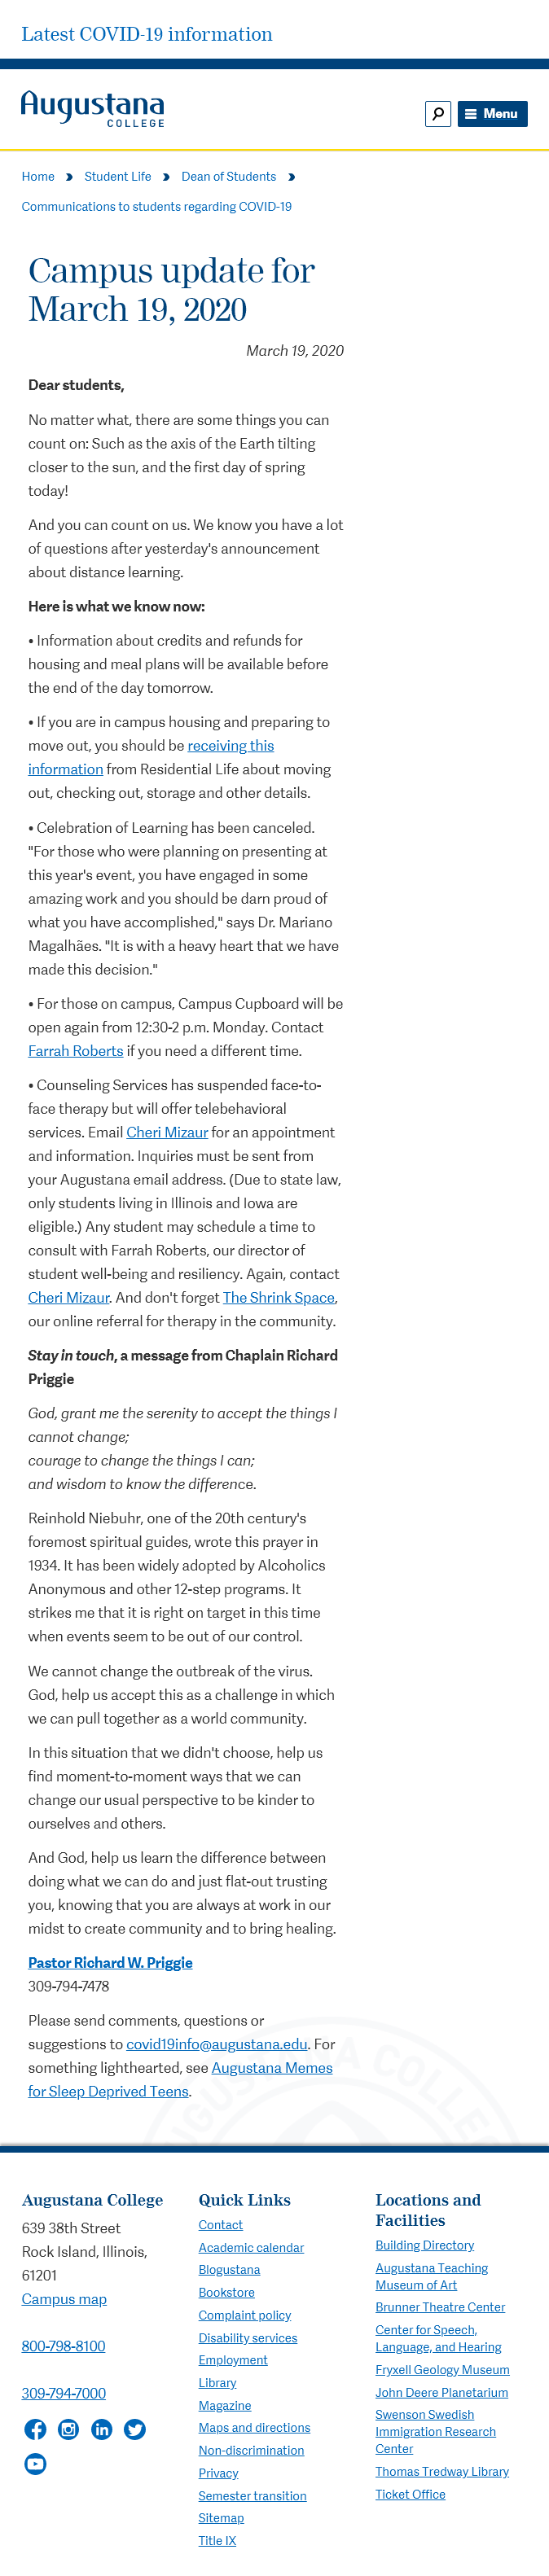 Latest COVID-19 information
Augustana
COLLEGE
Menu
Home
Student Life
Dean of Students
Communications to students regarding COVID-19
Campus update for
March 19, 2020
March 19, 2020
Dear students,
No matter what, there are some things you can
count on: Such as the axis of the Earth tilting
closer to the sun, and the first day of spring
today!
And you can count on us. We know you have a lot
of questions after yesterday's announcement
about distance learning.
Here is what we know now:
• Information about credits and refunds for
housing and meal plans will be available before
the end of the day tomorrow.
• If you are in campus housing and preparing to
move out, you should be receiving this
information from Residential Life about moving
out, checking out, storage and other details.
• Celebration of Learning has been canceled.
"For those who were planning on presenting at
this year's event, you have engaged in some
amazing work and you should be darn proud of
what you have accomplished," says Dr. Mariano
Magalhães. "It is with a heavy heart that we have
made this decision."
• For those on campus, Campus Cupboard will be
open again from 12:30-2 p.m. Monday. Contact
Farrah Roberts if you need a different time.
• Counseling Services has suspended face-to-
face therapy but will offer telebehavioral
services. Email Cheri Mizaur for an appointment
and information. Inquiries must be sent from
your Augustana email address. (Due to state law,
only students living in Illinois and Iowa are
eligible.) Any student may schedule a time to
consult with Farrah Roberts, our director of
student well-being and resiliency. Again, contact
Cheri Mizaur. And don't forget The Shrink Space,
our online referral for therapy in the community.
Stay in touch, a message from Chaplain Richard
Priggie
God, grant me the serenity to accept the things I
cannot change;
courage to change the things I can;
and wisdom to know the difference.
Reinhold Niebuhr, one of the 20th century's
foremost spiritual guides, wrote this prayer in
1934. It has been widely adopted by Alcoholics
Anonymous and other 12-step programs. It
strikes me that it is right on target in this time
when events seem to be out of our control.
We cannot change the outbreak of the virus.
God, help us accept this as a challenge in which
we can pull together as a world community.
In this situation that we didn't choose, help us
find moment-to-moment ways that we can
change our usual perspective to be kinder to
ourselves and others.
And God, help us learn the difference between
doing what we can do and just flat-out trusting
you, knowing that you are always at work in our
midst to create community and to bring healing.
Pastor Richard W. Priggie
309-794-7478
Please send comments, questions or
suggestions to covid19info@augustana.edu. For
something lighthearted, see Augustana Memes
for Sleep Deprived Teens.
Augustana College
639 38th Street
Rock Island, Illinois,
61201
Campus map
800-798-8100
309-794-7000
Quick Links
Contact
Academic calendar
Blogustana
Bookstore
Complaint policy
Disability services
Employment
Library
Magazine
Maps and directions
Non-discrimination
Privacy
Semester transition
Sitemap
Title IX
Locations and
Facilities
Building Directory
Augustana Teaching
Museum of Art
Brunner Theatre Center
Center for Speech,
Language, and Hearing
Fryxell Geology Museum
John Deere Planetarium
Swenson Swedish
Immigration Research
Center
Thomas Tredway Library
Ticket Office